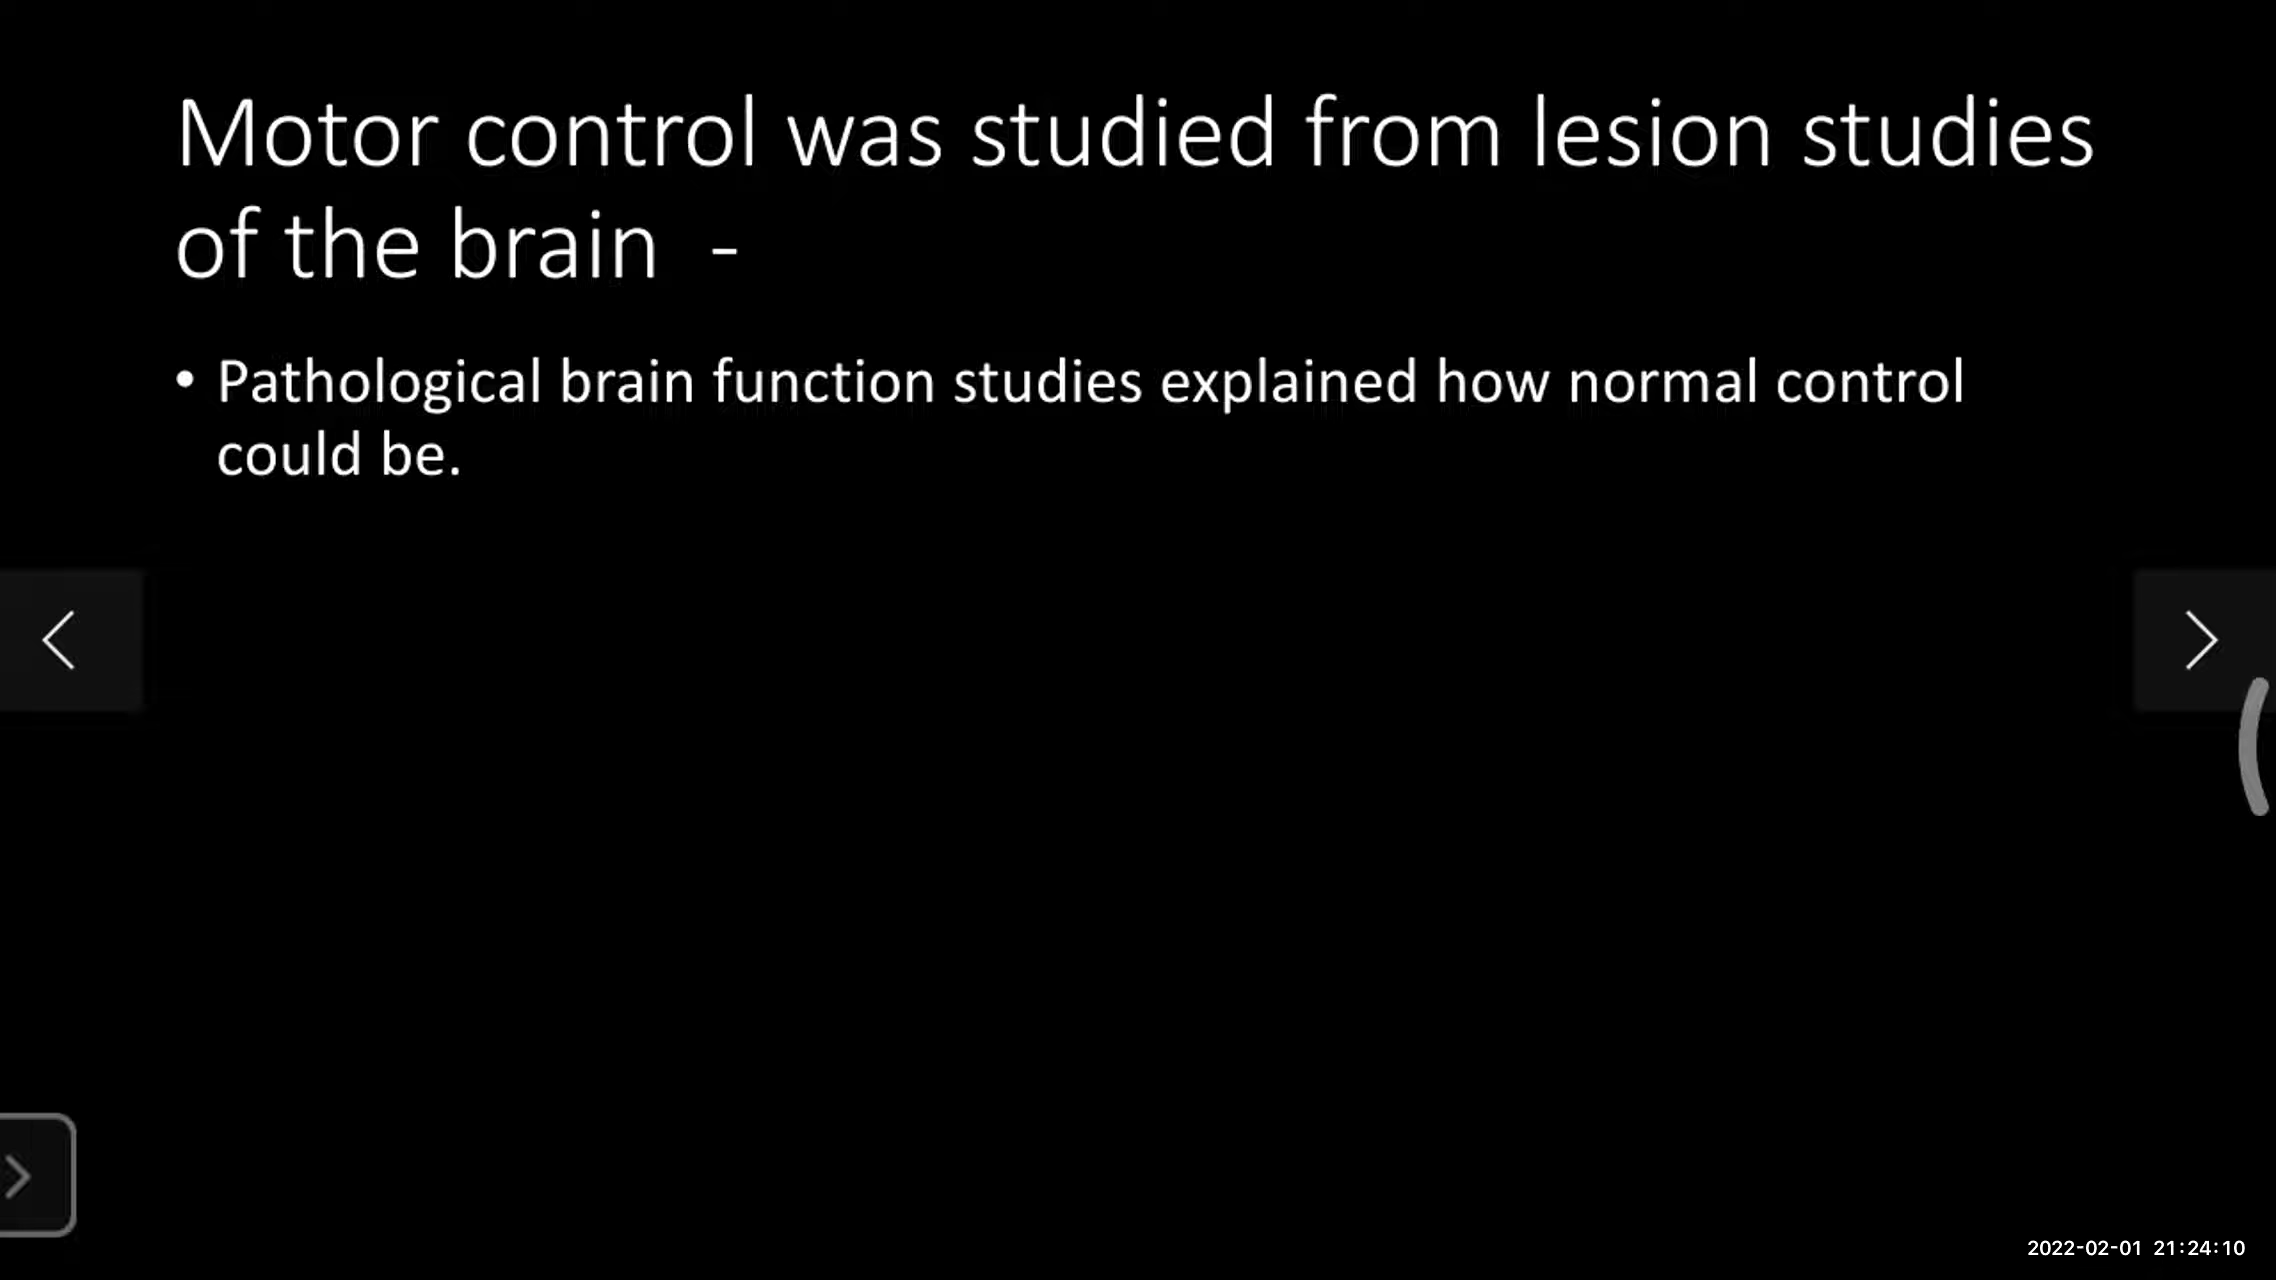 Motor control was studied from lesion studies
of the brain  -
• Pathological brain function studies explained how normal control
could be.
2022-02-01 21:24:10